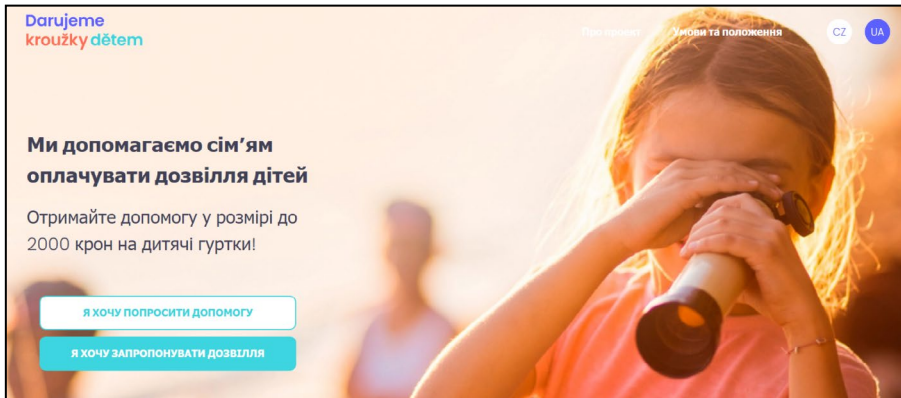 Darujeme
kroužky dětem
Про проект Умови та положення CZ UA
Ми допомагаємо сім’ям
оплачувати дозвілля дітей
Отримайте допомогу у розмірі до
2000 крон на дитячі гуртки!
Я ХОЧУ ПОПРОСИТИ ДОПОМОГУ
Я ХОЧУ ЗАПРОПОНУВАТИ ДОЗВІЛЛЯ